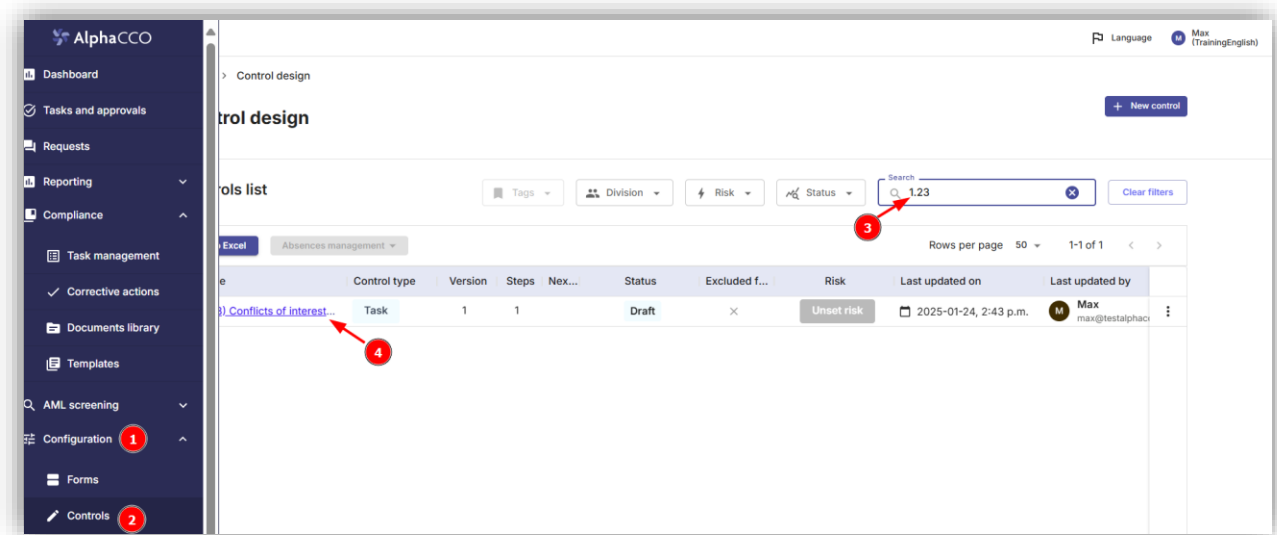 AlphaCCO
Language
M Max
(TrainingEnglish)
Dashboard
> Control design
Tasks and approvals
trol design
+ New control
Requests
Reporting
rols list
Tags
Division
Risk
Status
Search
1.23
Clear filters
Compliance
3
Excel
Absences management
Rows per page 50
1-1 of 1
Task management
e
Control type
Version
Steps
Nex...
Status
Excluded f...
Risk
Last updated on
Last updated by
Corrective actions
) Conflicts of interest...
Task
1
1
Draft
Unset risk
2025-01-24, 2:43 p.m.
M Max
max@testalphac
Documents library
4
Templates
AML screening
Configuration 1
Forms
Controls 2